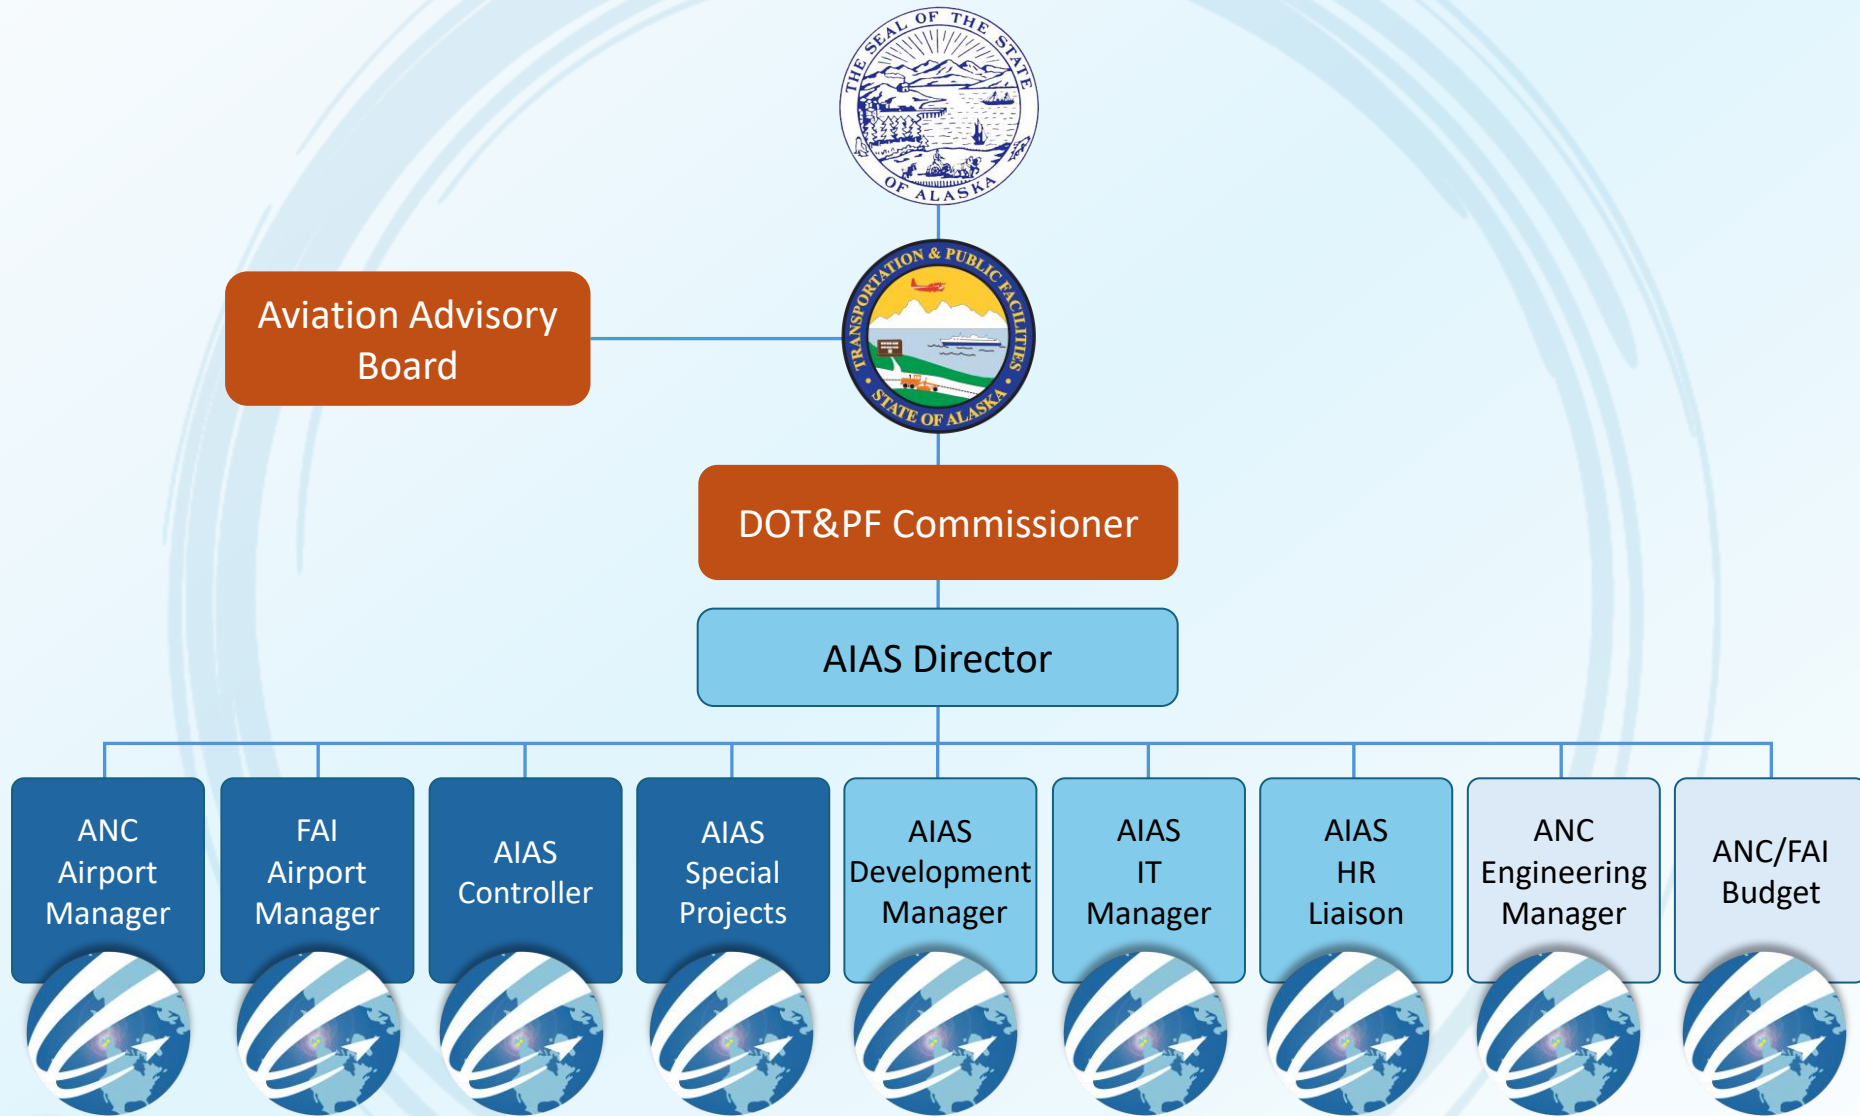 THE SEAL OF THE STATE
OF ALASKA
TRANSPORTATION & PUBLIC FACILITIES
STATE OF ALASKA
Aviation Advisory
Board
DOT&PF Commissioner
AIAS Director
ANC
Airport
Manager
FAI
Airport
Manager
AIAS
Controller
AIAS
Special
Projects
AIAS
Development
Manager
AIAS
IT
Manager
AIAS
HR
Liaison
ANC
Engineering
Manager
ANC/FAI
Budget